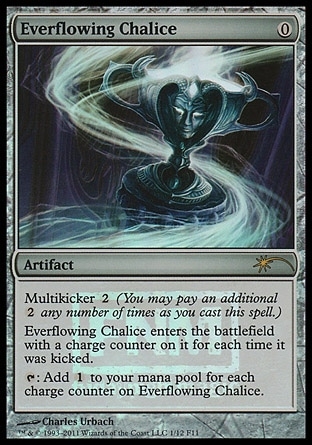 Everflowing Chalice 0
Artifact
Multikicker 2 (You may pay an additional
2 any number of times as you cast this spell.)
Everflowing Chalice enters the battlefield
with a charge counter on it for each time it
was kicked.
: Add 1 to your mana pool for each
charge counter on Everflowing Chalice.
Charles Urbach
™ & © 1993–2011 Wizards of the Coast LLC 1/12 F11